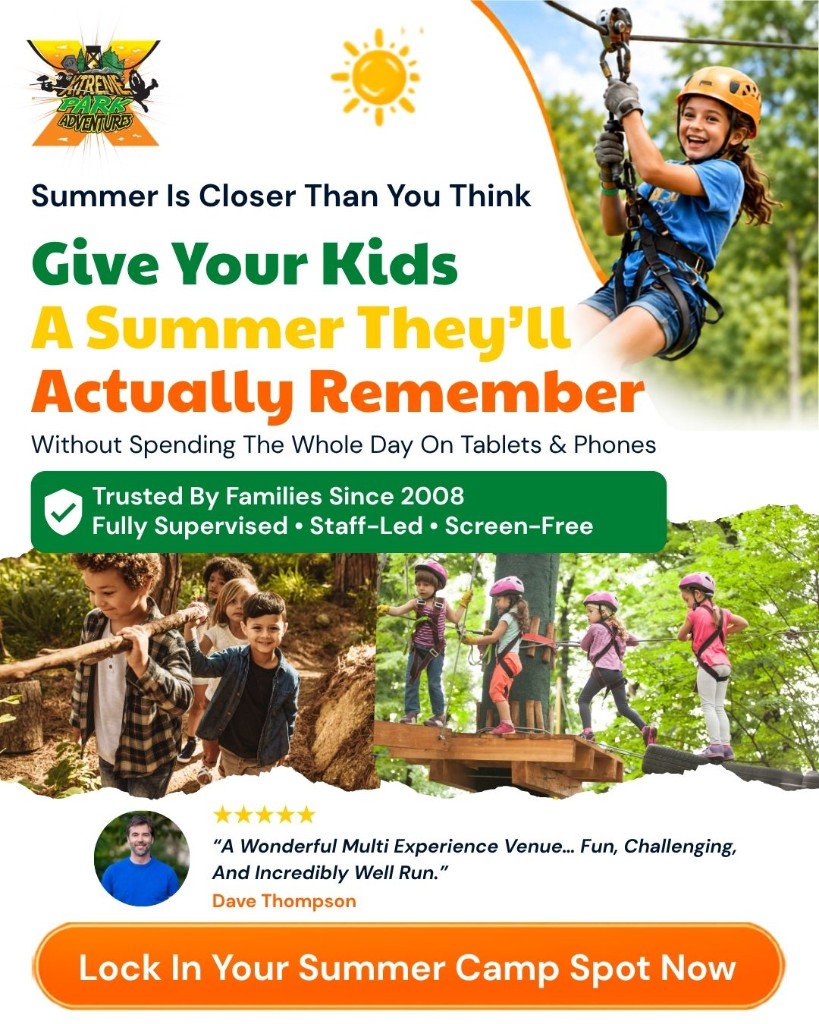 XTREME
PARK
ADVENTURES
Summer Is Closer Than You Think
Give Your Kids
A Summer They'll
Actually Remember
Without Spending The Whole Day On Tablets & Phones
Trusted By Families Since 2008
Fully Supervised • Staff-Led • Screen-Free
★★★★★
“A Wonderful Multi Experience Venue... Fun, Challenging,
And Incredibly Well Run.”
Dave Thompson
Lock In Your Summer Camp Spot Now